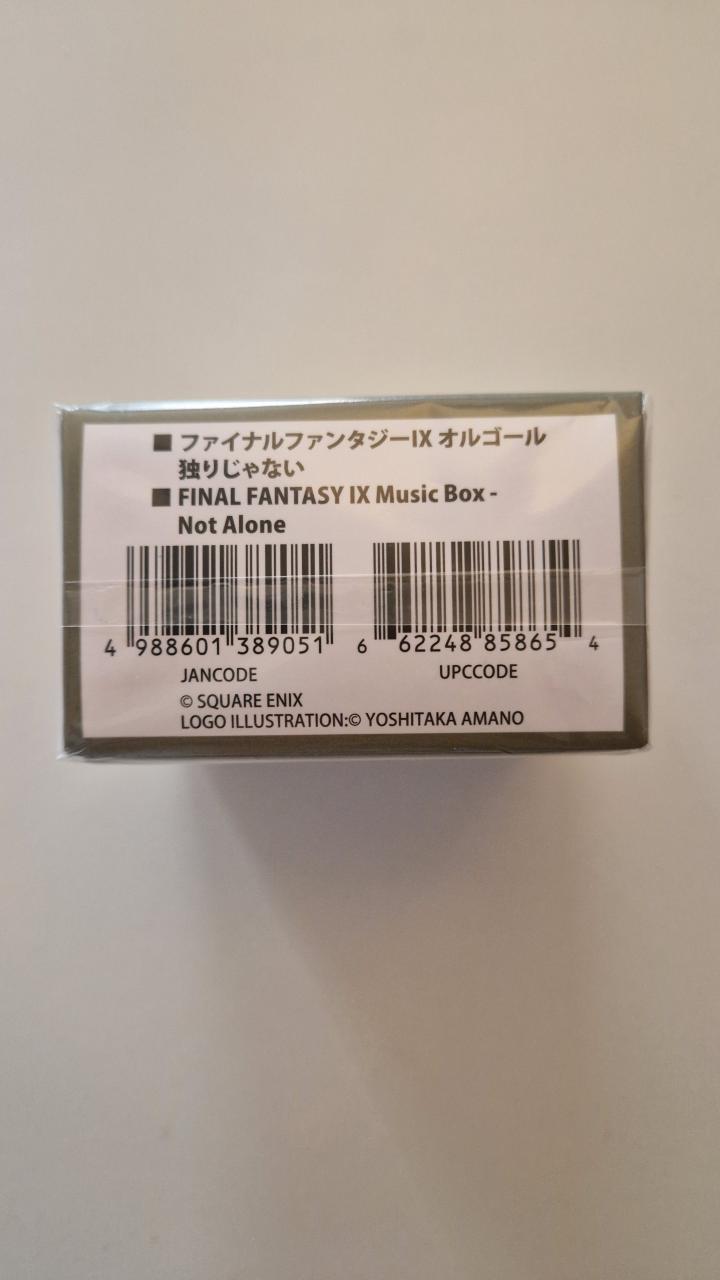 ■ ファイナルファンタジーIX オルゴール
独りじゃない
■ FINAL FANTASY IX Music Box -
Not Alone
4 988601 389051 6 62248 85865 4
JANCODE UPCCODE
© SQUARE ENIX
LOGO ILLUSTRATION:© YOSHITAKA AMANO